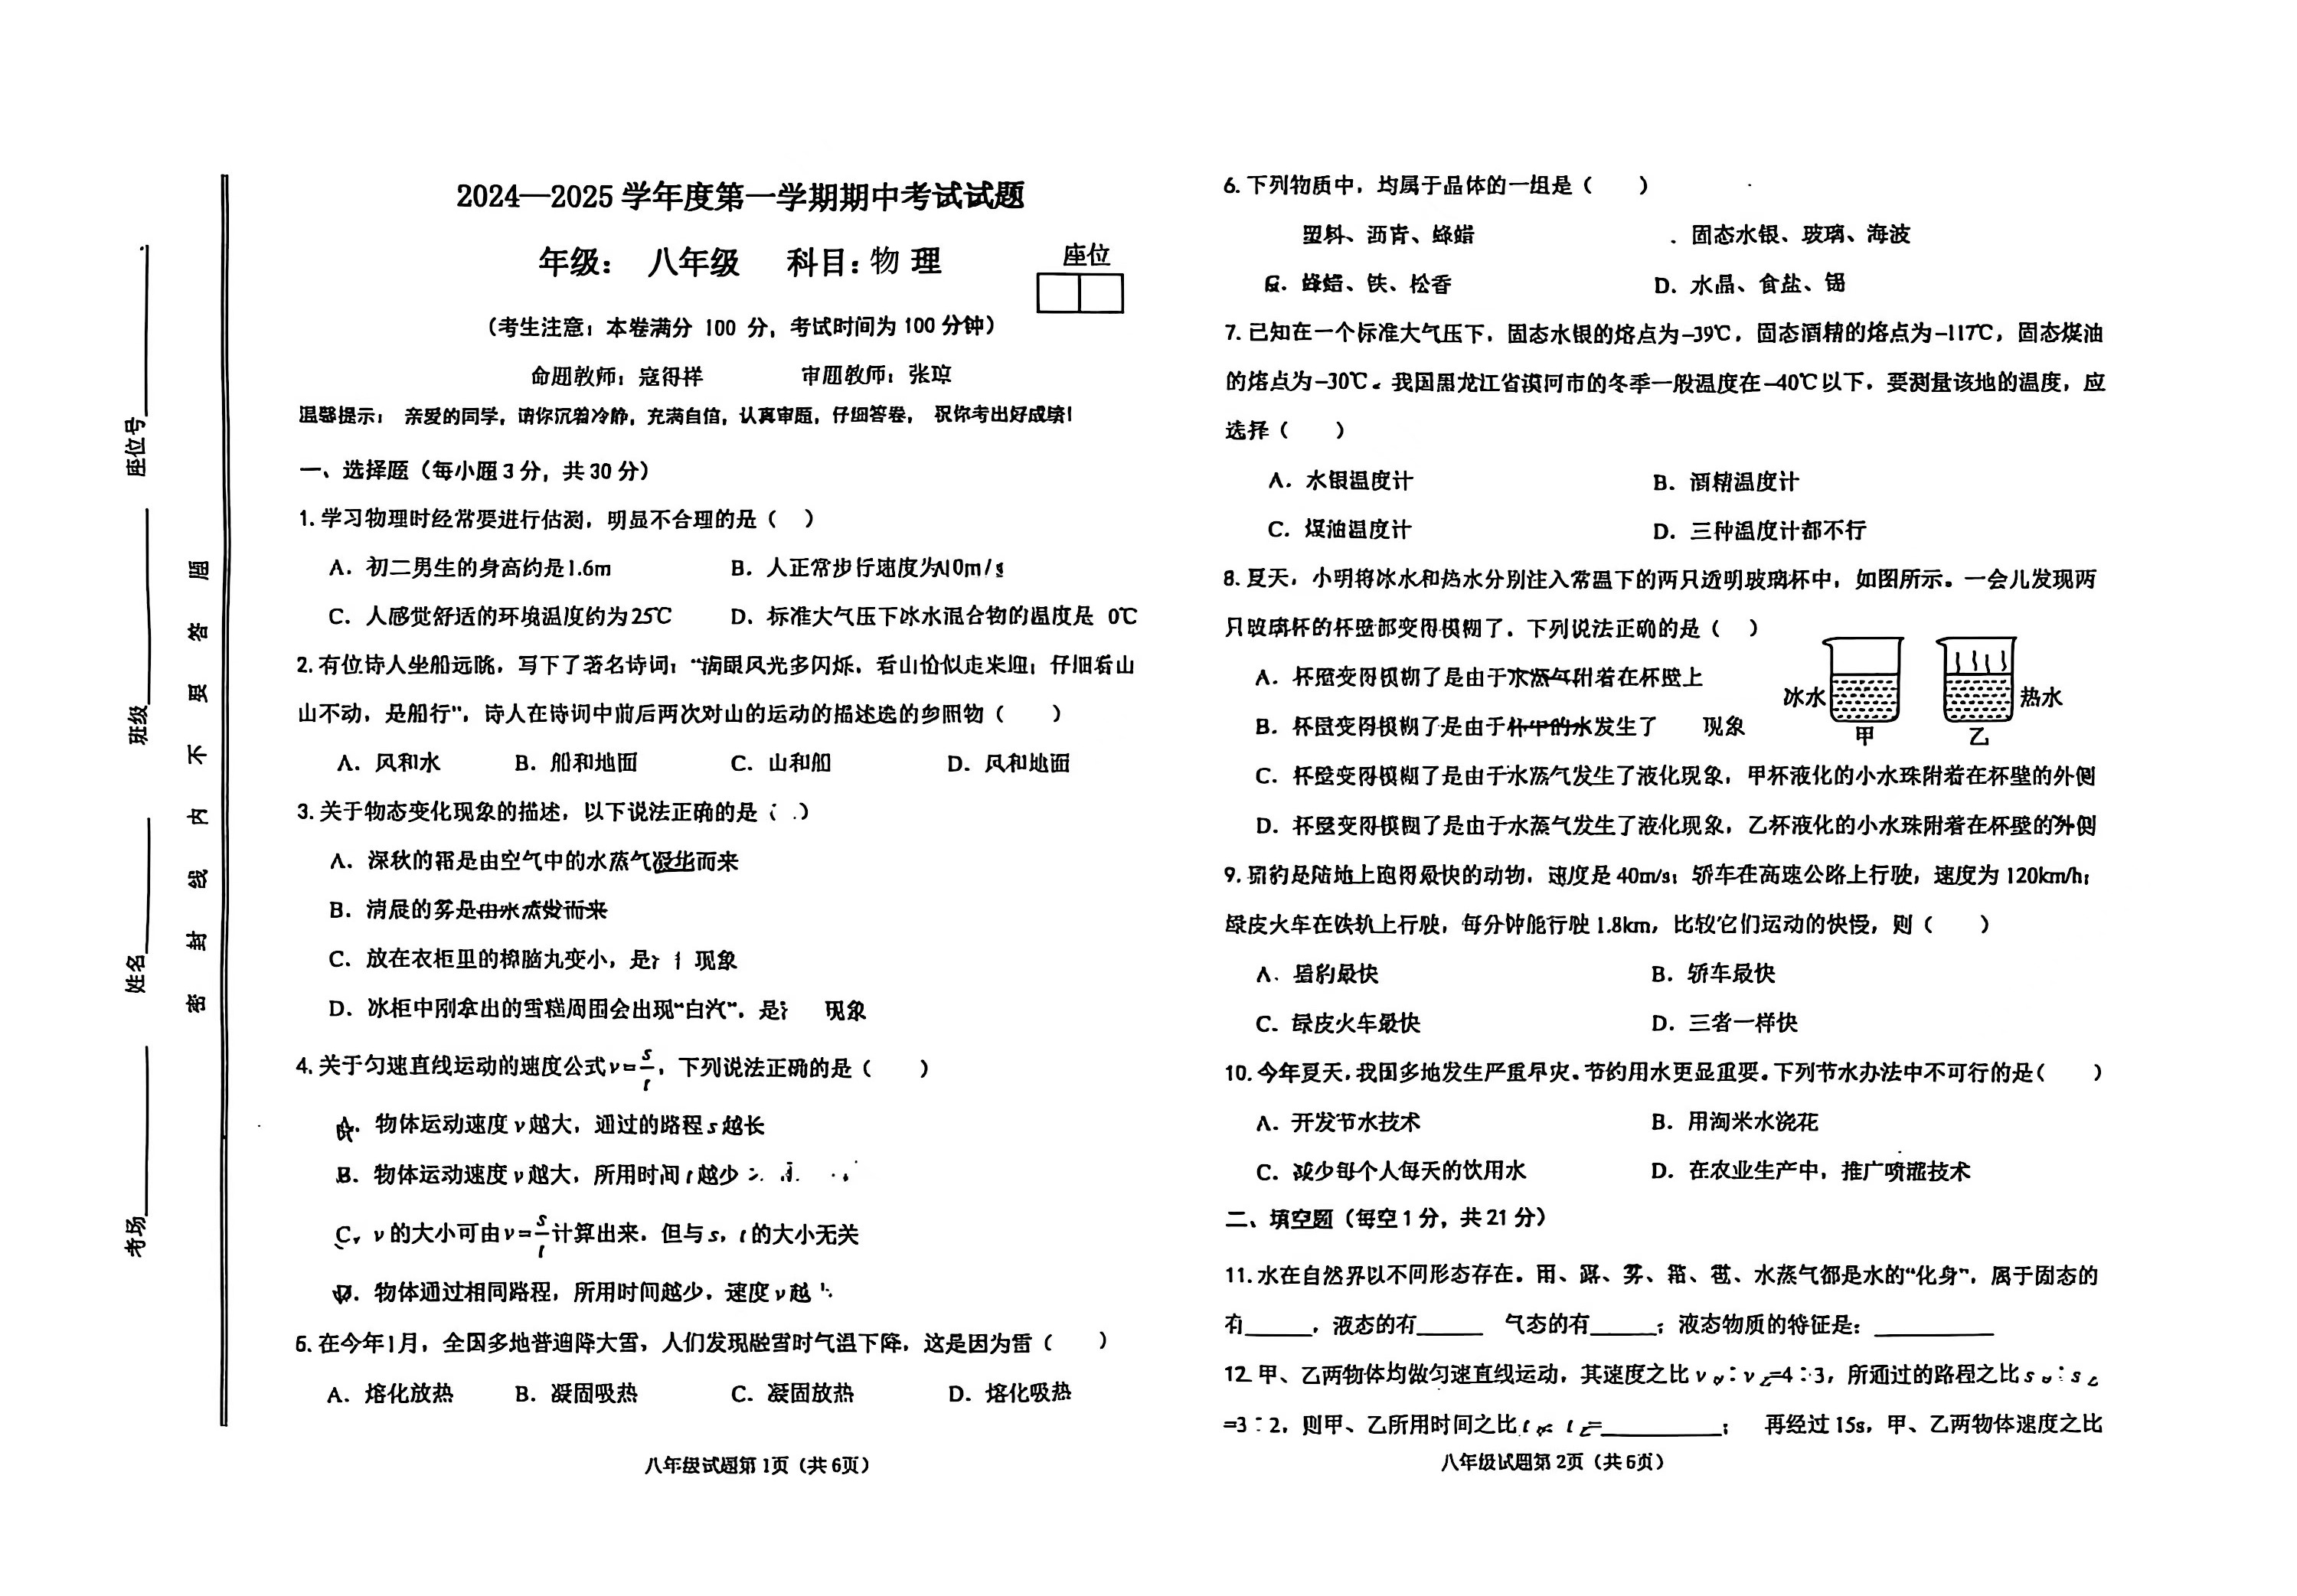 2024—2025 学年度第一学期期中考试试题
年级： 八年级 科目：物 理
座位
（考生注意：本卷满分 100 分，考试时间为 100 分钟）
命题教师：寇得祥 审题教师：张琼
温馨提示： 亲爱的同学，请你沉着冷静，充满自信，认真审题，仔细答卷， 祝你考出好成绩！
一、选择题（每小题 3 分，共 30 分）
1. 学习物理时经常要进行估测，明显不合理的是（ ）
A．初二男生的身高约是1.6m B．人正常步行速度为10m/s
C．人感觉舒适的环境温度约为25℃ D．标准大气压下冰水混合物的温度是 0℃
2. 有位诗人坐船远眺，写下了著名诗词：“满眼风光多闪烁，看山恰似走来迎；仔细看山
山不动，是船行”，诗人在诗词中前后两次对山的运动的描述选的参照物（ ）
A．风和水 B．船和地面 C．山和船 D．风和地面
3. 关于物态变化现象的描述，以下说法正确的是（ ）
A．深秋的霜是由空气中的水蒸气凝华而来
B．清晨的雾是由水蒸发而来
C．放在衣柜里的樟脑丸变小，是 现象
D．冰柜中刚拿出的雪糕周围会出现“白汽”，是 现象
4. 关于匀速直线运动的速度公式v=s/t，下列说法正确的是（ ）
A．物体运动速度v越大，通过的路程s越长
B．物体运动速度v越大，所用时间t越少
C．v的大小可由v=s/t计算出来，但与s，t的大小无关
D．物体通过相同路程，所用时间越少，速度v越
5. 在今年1月，全国多地普遍降大雪，人们发现融雪时气温下降，这是因为雪（ ）
A．熔化放热 B．凝固吸热 C．凝固放热 D．熔化吸热
八年级试题第 1页（共 6页）
6. 下列物质中，均属于晶体的一组是（ ）
塑料、沥青、蜂蜡 ．固态水银、玻璃、海波
C．蜂蜡、铁、松香 D．水晶、食盐、锡
7. 已知在一个标准大气压下，固态水银的熔点为−39℃，固态酒精的熔点为−117℃，固态煤油
的熔点为−30℃。我国黑龙江省漠河市的冬季一般温度在−40℃以下，要测量该地的温度，应
选择（ ）
A．水银温度计 B．酒精温度计
C．煤油温度计 D．三种温度计都不行
8. 夏天，小明将冰水和热水分别注入常温下的两只透明玻璃杯中，如图所示。一会儿发现两
只玻璃杯的杯壁都变得模糊了．下列说法正确的是（ ）
A．杯壁变得模糊了是由于水蒸气附着在杯壁上
B．杯壁变得模糊了是由于杯中的水发生了 现象
冰水 热水
甲 乙
C．杯壁变得模糊了是由于水蒸气发生了液化现象，甲杯液化的小水珠附着在杯壁的外侧
D．杯壁变得模糊了是由于水蒸气发生了液化现象，乙杯液化的小水珠附着在杯壁的外侧
9. 猎豹是陆地上跑得最快的动物，速度是 40m/s；轿车在高速公路上行驶，速度为 120km/h；
绿皮火车在铁轨上行驶，每分钟能行驶 1.8km，比较它们运动的快慢，则（ ）
A．猎豹最快 B．轿车最快
C．绿皮火车最快 D．三者一样快
10. 今年夏天，我国多地发生严重旱灾。节约用水更显重要。下列节水办法中不可行的是（ ）
A．开发节水技术 B．用淘米水浇花
C．减少每个人每天的饮用水 D．在农业生产中，推广喷灌技术
二、填空题（每空 1 分，共 21 分）
11. 水在自然界以不同形态存在。雨、露、雾、霜、雹、水蒸气都是水的“化身”，属于固态的
有______，液态的有______ 气态的有______；液态物质的特征是：__________
12. 甲、乙两物体均做匀速直线运动，其速度之比 v甲：v乙=4：3，所通过的路程之比 s甲：s乙
=3：2，则甲、乙所用时间之比 t甲：t乙=__________； 再经过 15s，甲、乙两物体速度之比
八年级试题第 2页（共 6页）
座位号
班级
姓名
考场
密 封 线 内 不 要 答 题